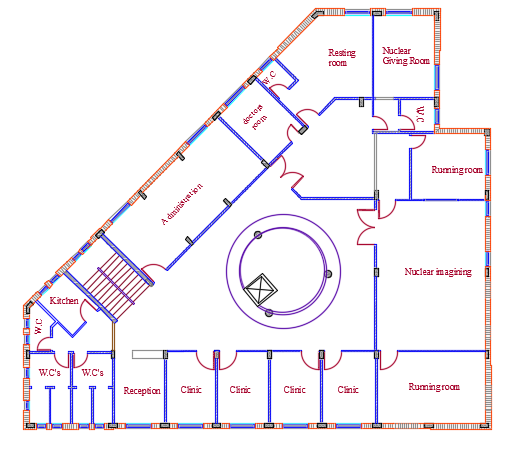 Resting
room
Nuclear
Giving Room
W.C
W.C
doctors
room
Running room
Administration
Nuclear imagining
Kitchen
W.C
W.C's
W.C's
Reception
Clinic
Clinic
Clinic
Clinic
Running room